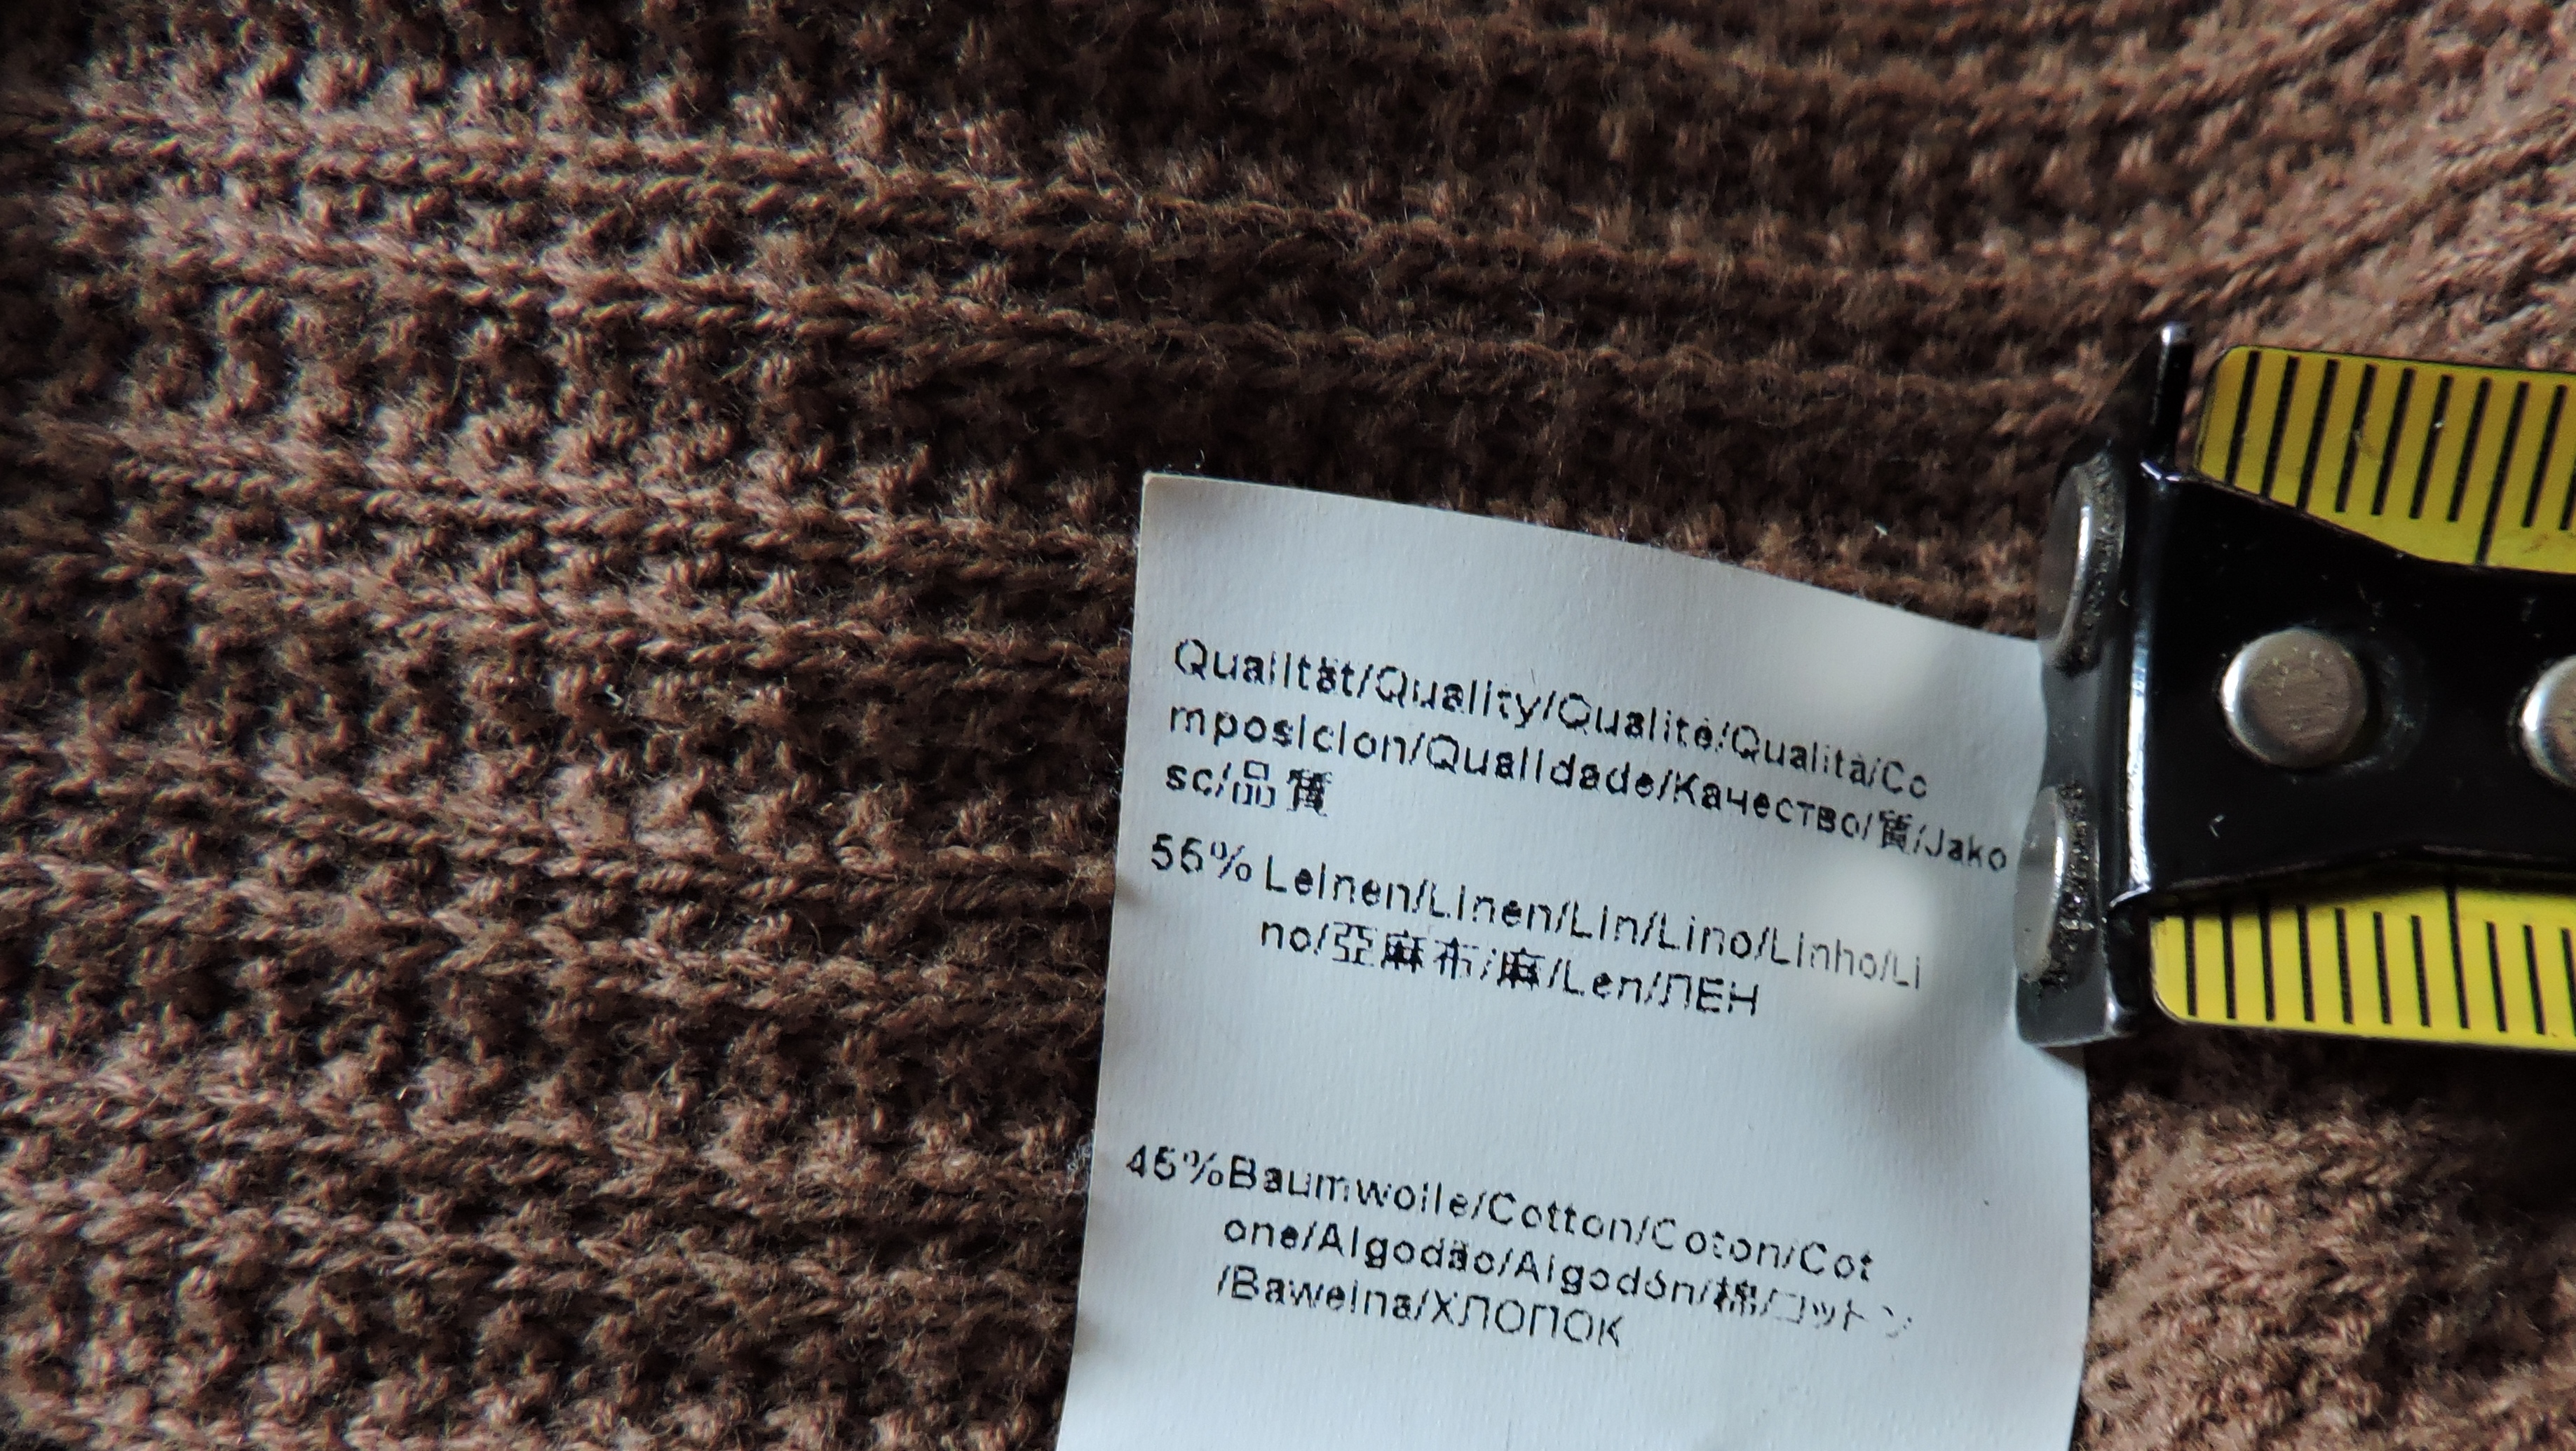 Qualität/Quality/Qualité/Qualità/Co
mposicion/Qualidade/Качество/質/Jako
sc/品質
55% Leinen/Linen/Lin/Lino/Linho/Li
no/亞麻布/麻/Len/ЛЕН
45%Baumwolle/Cotton/Coton/Cot
one/Algodão/Algodón/棉/コットン
/Bawelna/ХЛОПОК